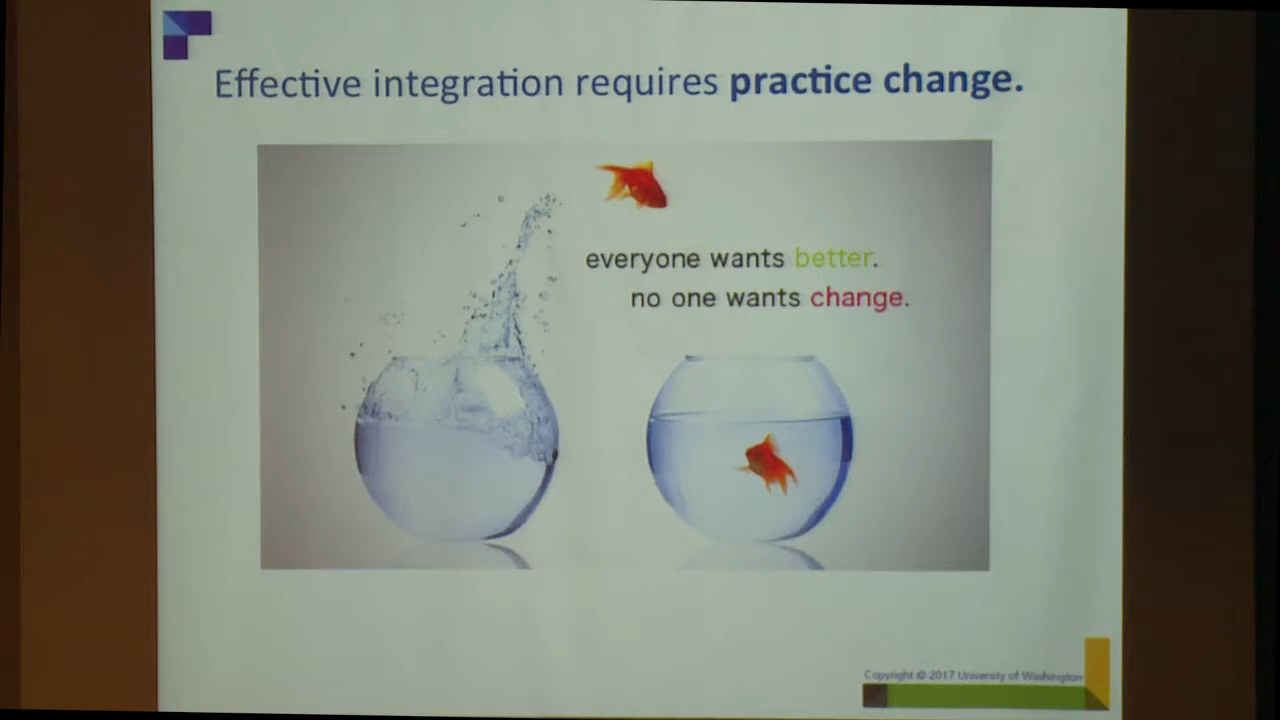 Effective integration requires practice change.
everyone wants better.
no one wants change.
Copyright © 2017 University of Washington